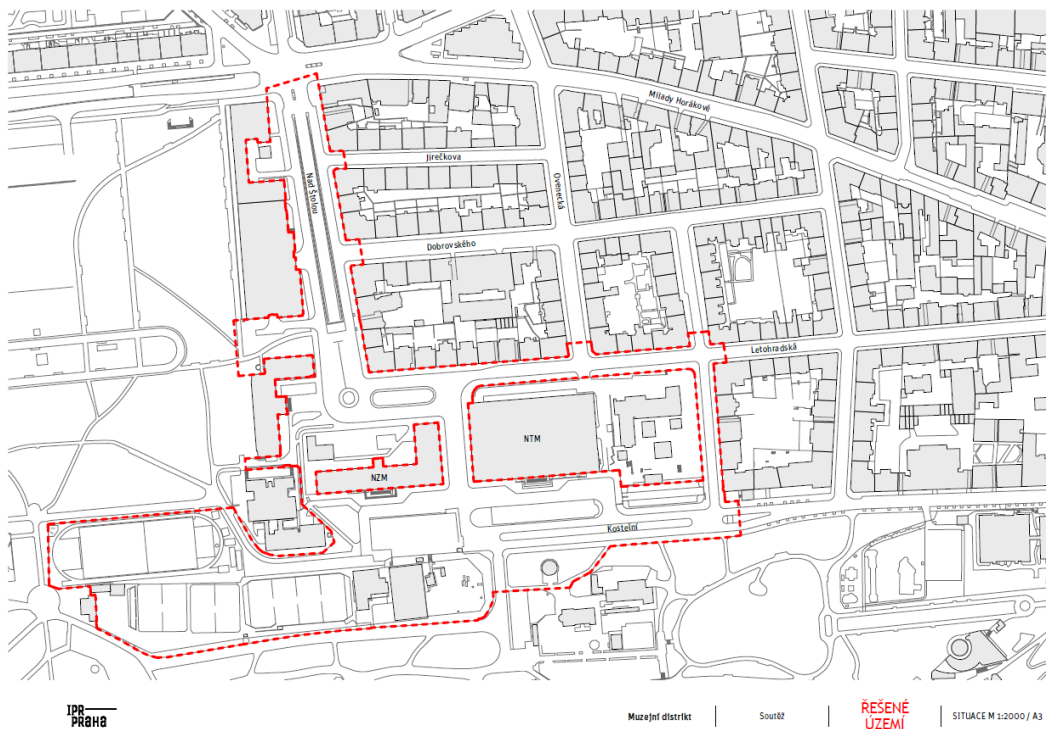 Milady Horákové
Jirečkova
Nad Štolou
Ovenecká
Dobrovského
Letohradská
NTM
NZM
Kostelní
IPR
PRAHA
Muzejní distrikt
Soutěž
ŘEŠENÉ
ÚZEMÍ
SITUACE M 1:2000 / A3